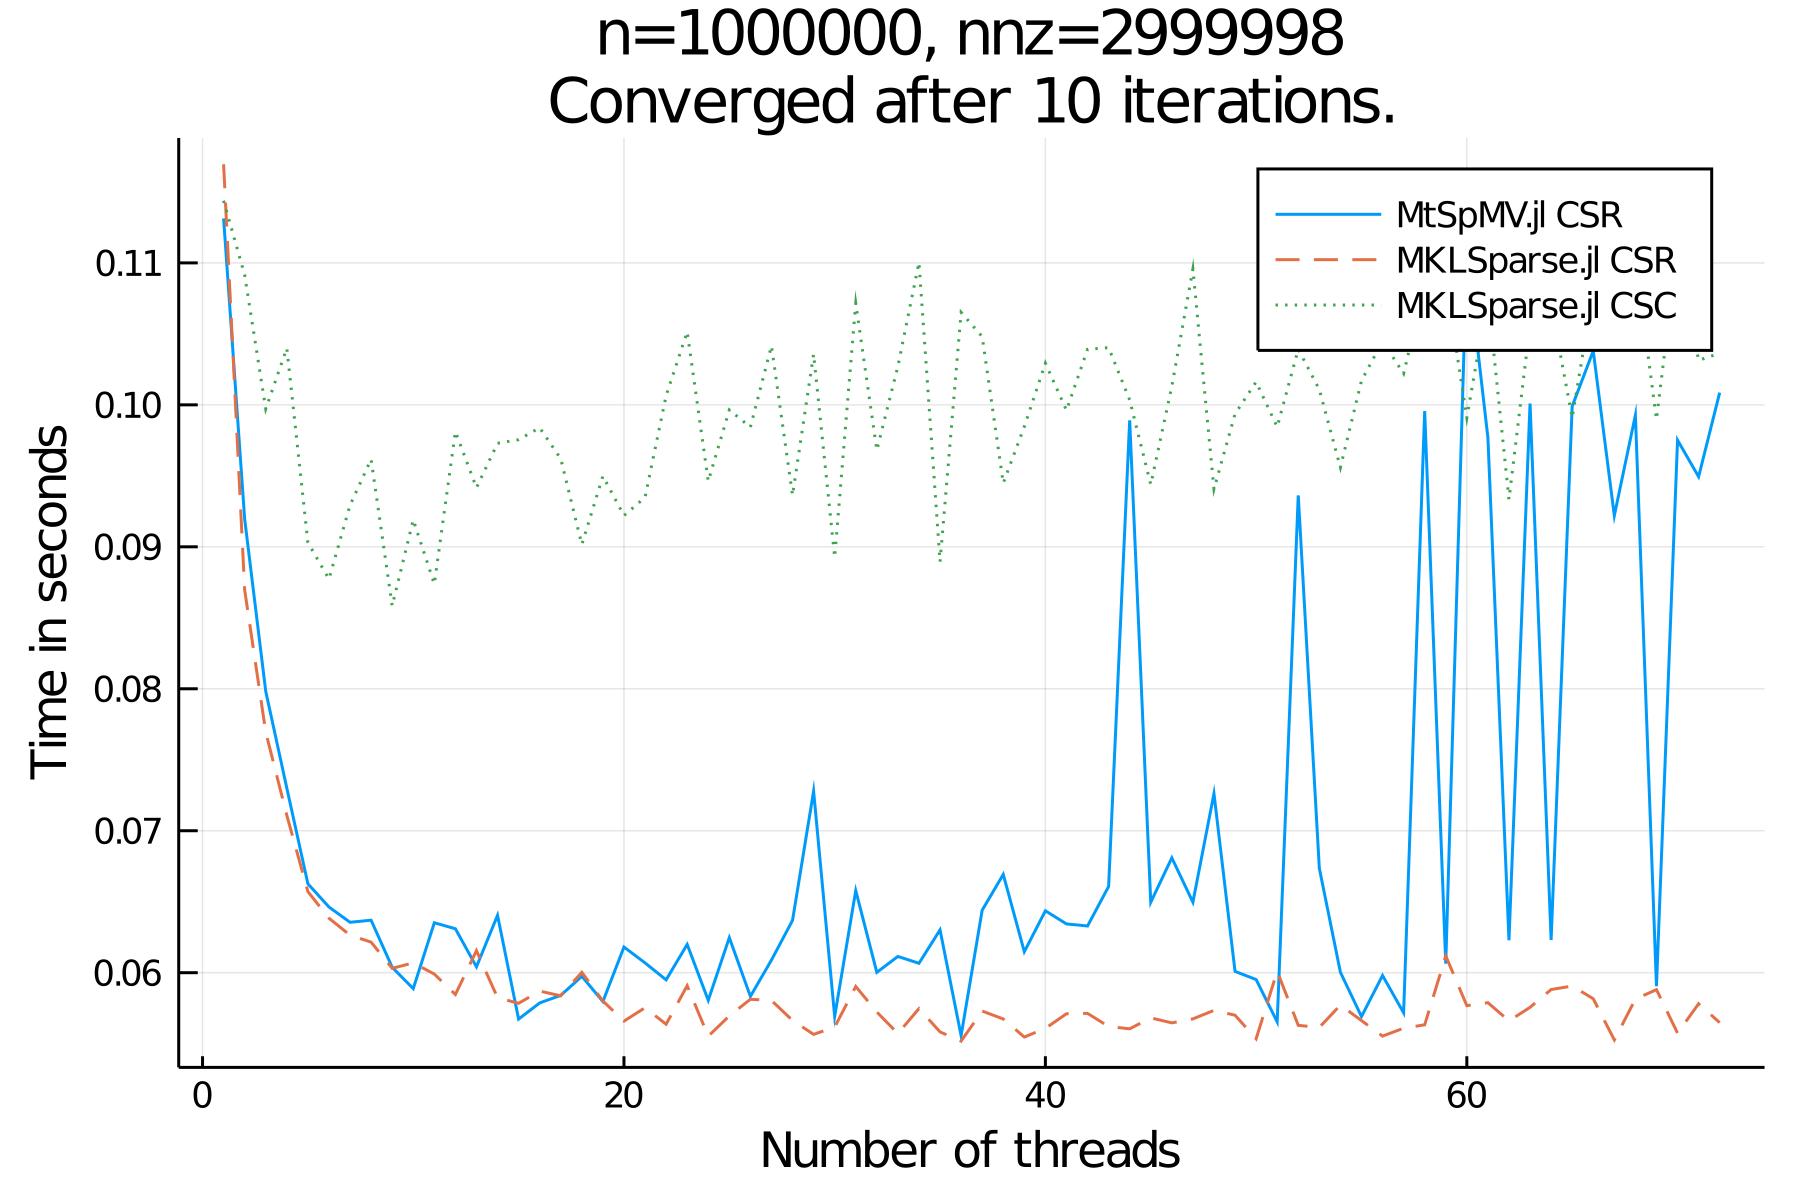 n=1000000, nnz=2999998
Converged after 10 iterations.
MtSpMV.jl CSR
MKLSparse.jl CSR
MKLSparse.jl CSC
0.11
0.10
0.09
0.08
0.07
0.06
Time in seconds
0 20 40 60
Number of threads